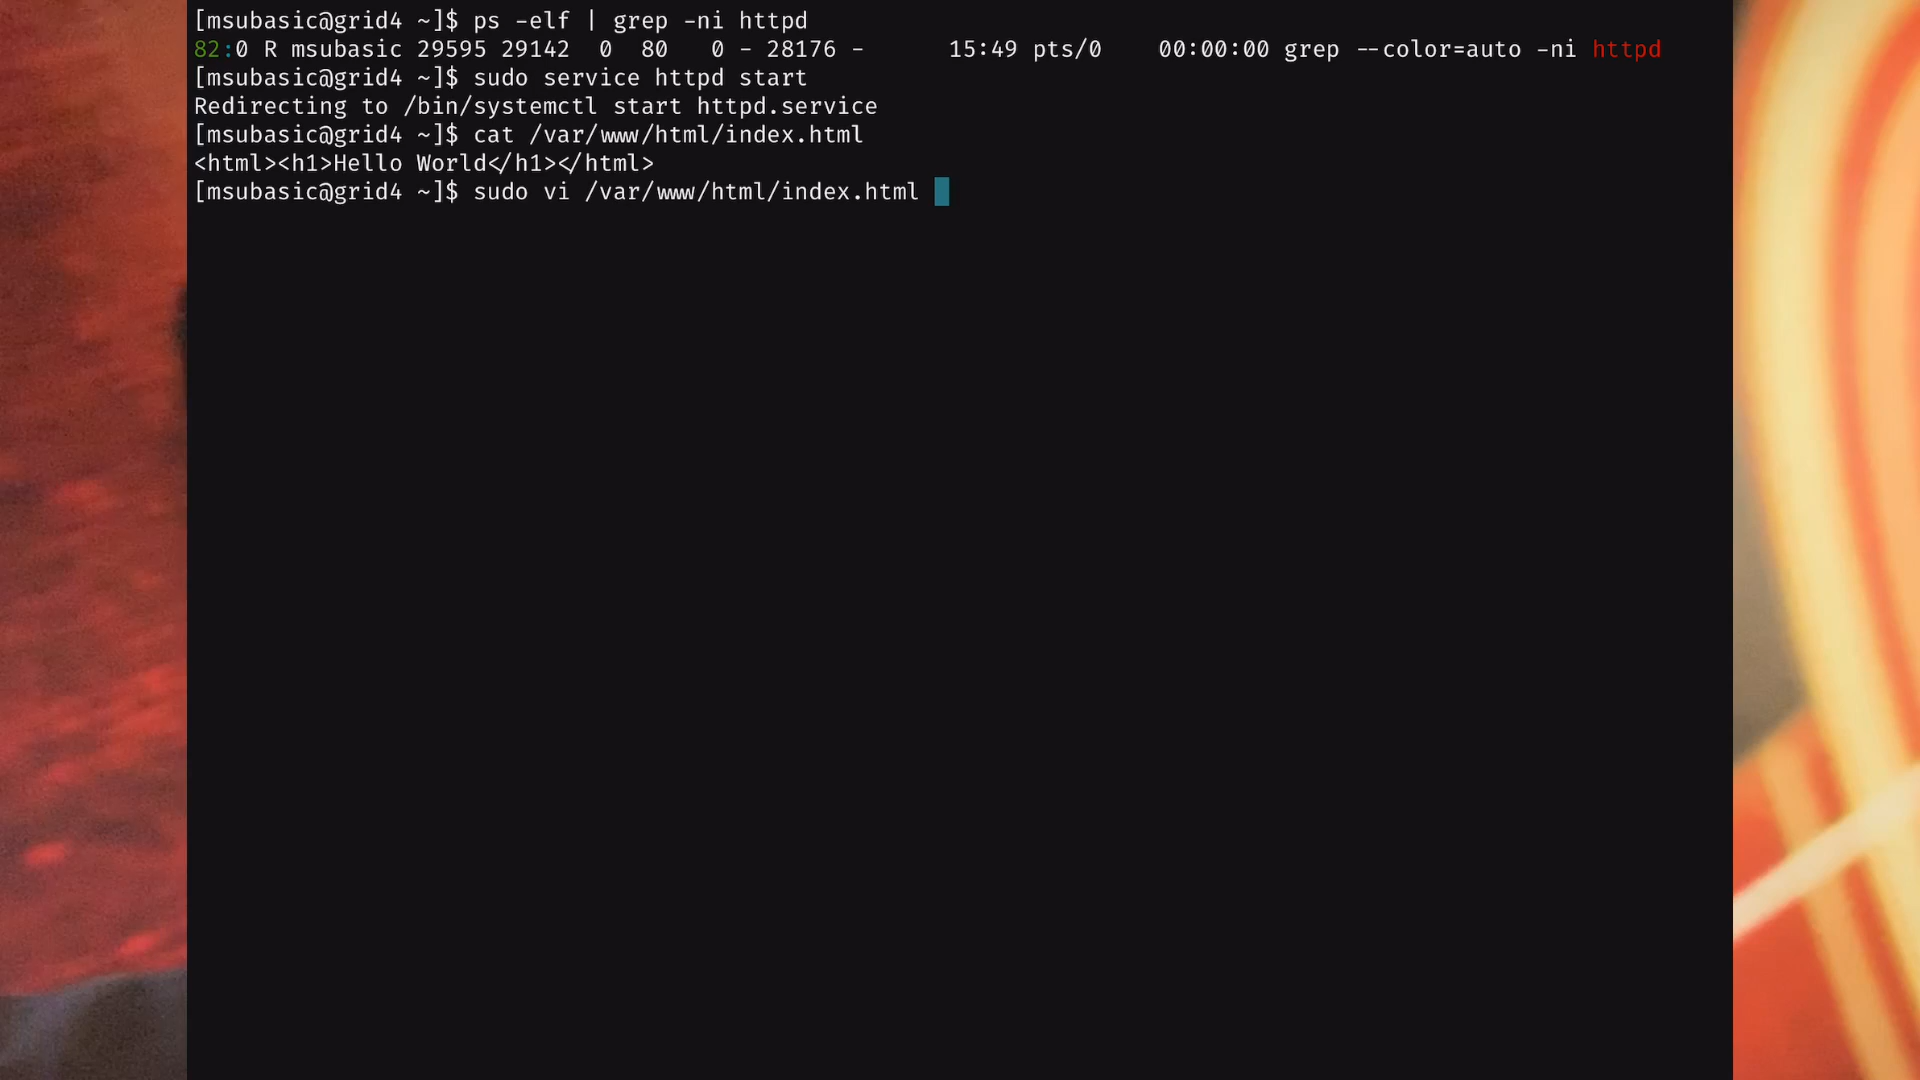 [msubasic@grid4 ~]$ ps -elf | grep -ni httpd
82:0 R msubasic 29595 29142  0  80   0 - 28176 -      15:49 pts/0    00:00:00 grep --color=auto -ni httpd
[msubasic@grid4 ~]$ sudo service httpd start
Redirecting to /bin/systemctl start httpd.service
[msubasic@grid4 ~]$ cat /var/www/html/index.html
<html><h1>Hello World</h1></html>
[msubasic@grid4 ~]$ sudo vi /var/www/html/index.html